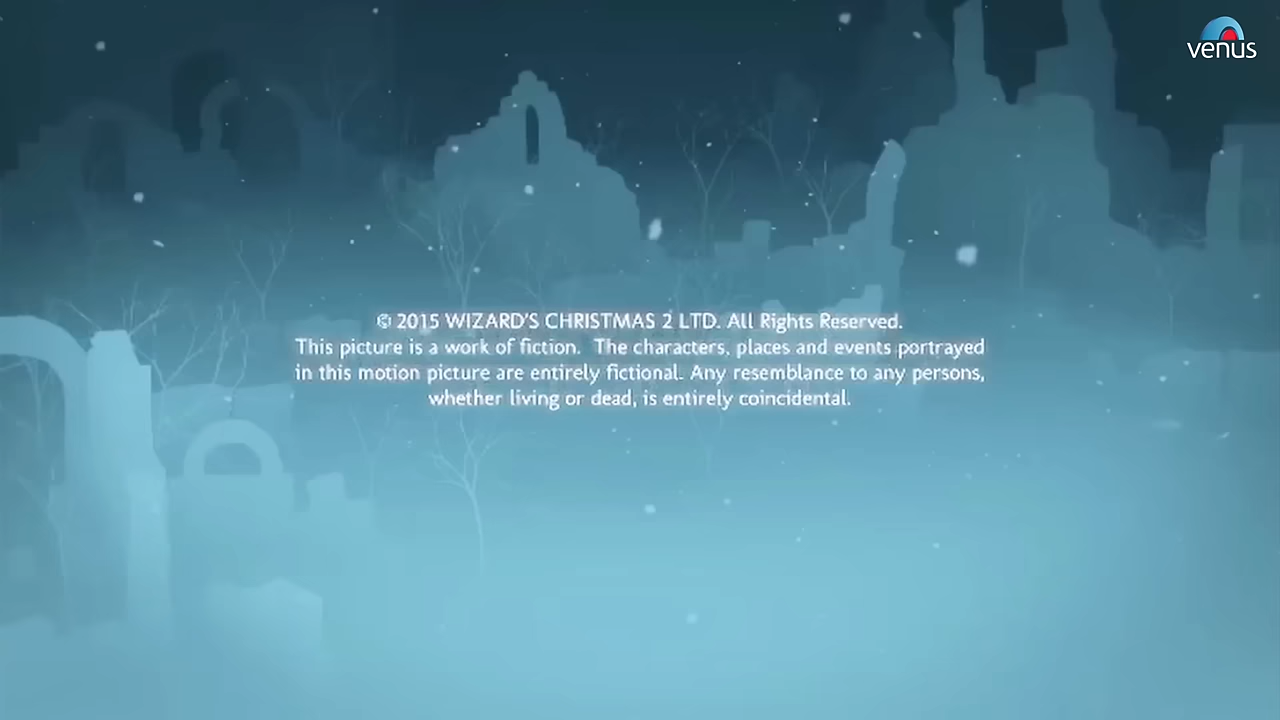 venus
© 2015 WIZARD'S CHRISTMAS 2 LTD. All Rights Reserved.
This picture is a work of fiction. The characters, places and events portrayed
in this motion picture are entirely fictional. Any resemblance to any persons,
whether living or dead, is entirely coincidental.